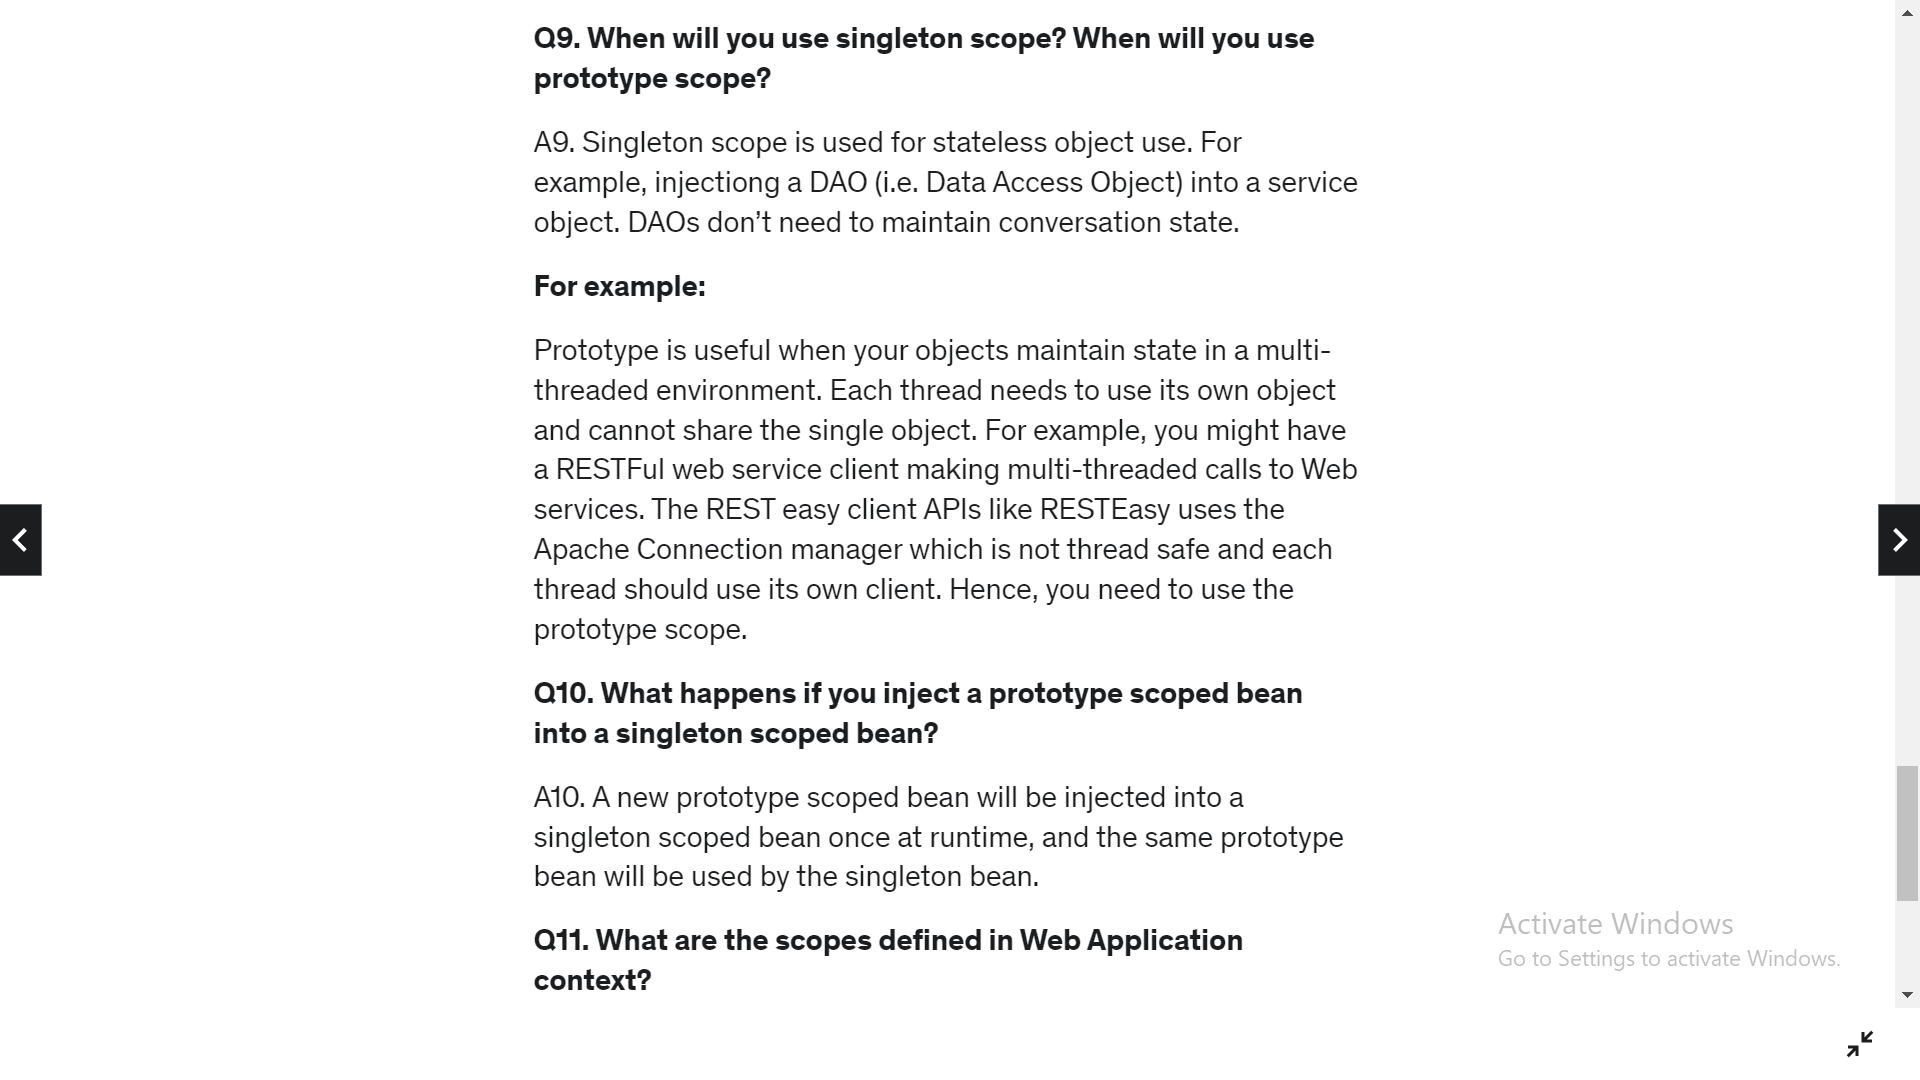 Q9. When will you use singleton scope? When will you use
prototype scope?
A9. Singleton scope is used for stateless object use. For
example, injectiong a DAO (i.e. Data Access Object) into a service
object. DAOs don’t need to maintain conversation state.
For example:
Prototype is useful when your objects maintain state in a multi-
threaded environment. Each thread needs to use its own object
and cannot share the single object. For example, you might have
a RESTFul web service client making multi-threaded calls to Web
services. The REST easy client APIs like RESTEasy uses the
Apache Connection manager which is not thread safe and each
thread should use its own client. Hence, you need to use the
prototype scope.
Q10. What happens if you inject a prototype scoped bean
into a singleton scoped bean?
A10. A new prototype scoped bean will be injected into a
singleton scoped bean once at runtime, and the same prototype
bean will be used by the singleton bean.
Q11. What are the scopes defined in Web Application
context?
Activate Windows
Go to Settings to activate Windows.